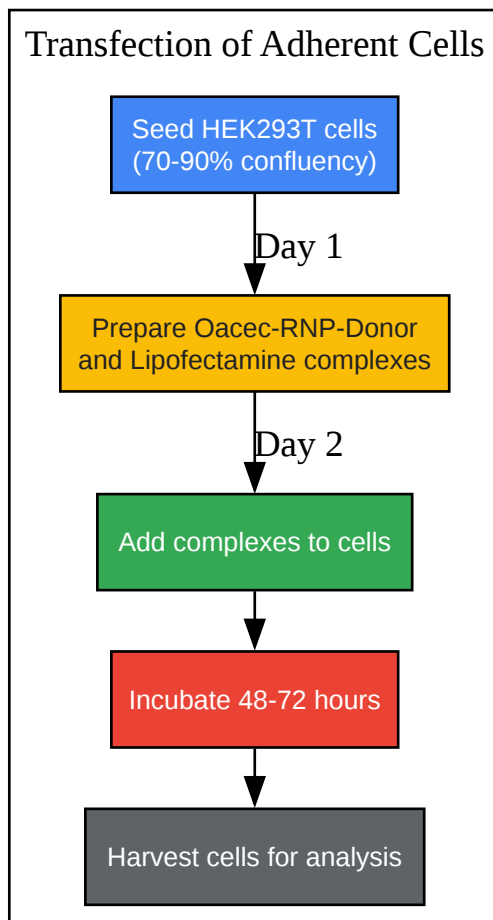 Transfection of Adherent Cells
Seed HEK293T cells
(70-90% confluency)
Day 1
Prepare Oacec-RNP-Donor
and Lipofectamine complexes
Day 2
Add complexes to cells
Incubate 48-72 hours
Harvest cells for analysis